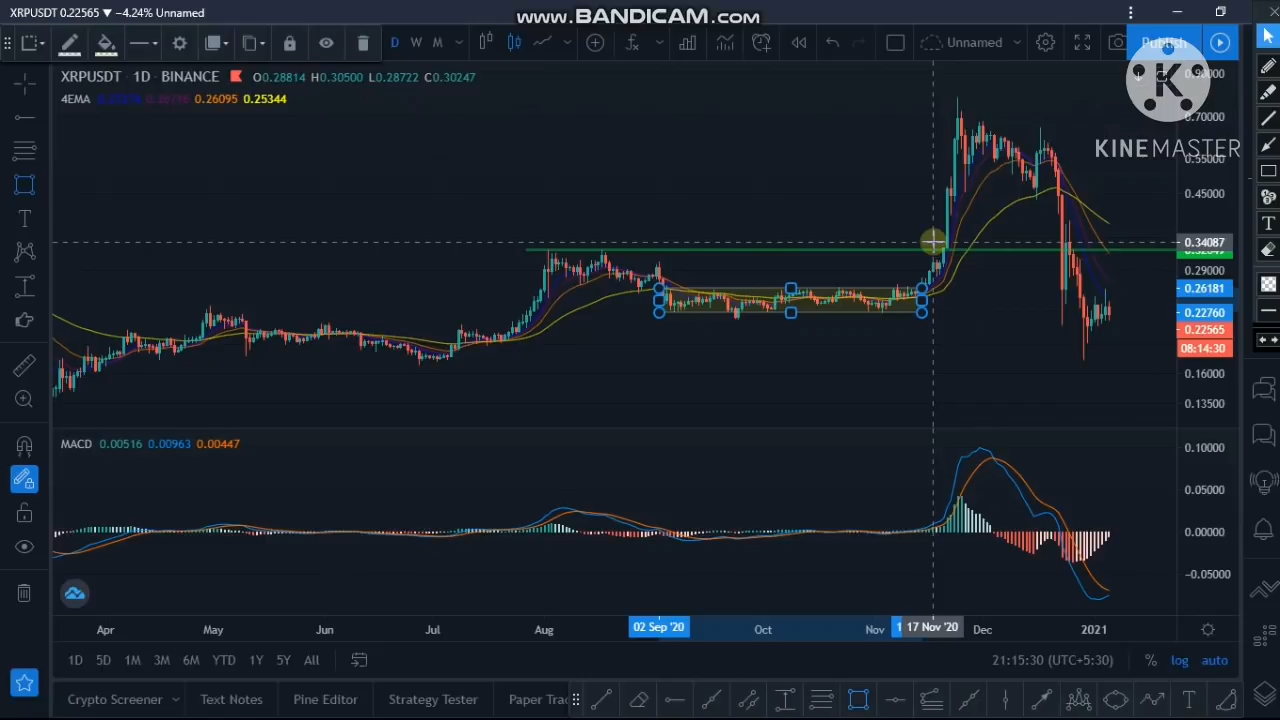 XRPUSDT 0.22565 ▼ −4.24% Unnamed
www.BANDICAM.com
D W M
Unnamed
Publish
XRPUSDT · 1D · BINANCE O0.28814 H0.30500 L0.28722 C0.30247
4EMA 0.26095 0.25344
K
KINEMASTER
0.90000
0.70000
0.55000
0.45000
0.34087
0.29000
0.26181
0.22760
0.22565
08:14:30
0.16000
0.13500
MACD 0.00516 0.00963 0.00447
0.10000
0.05000
0.00000
−0.05000
Apr May Jun Jul Aug 02 Sep '20 Oct Nov 17 Nov '20 Dec 2021
1D 5D 1M 3M 6M YTD 1Y 5Y All
21:15:30 (UTC+5:30) % log auto
Crypto Screener Text Notes Pine Editor Strategy Tester Paper Tra